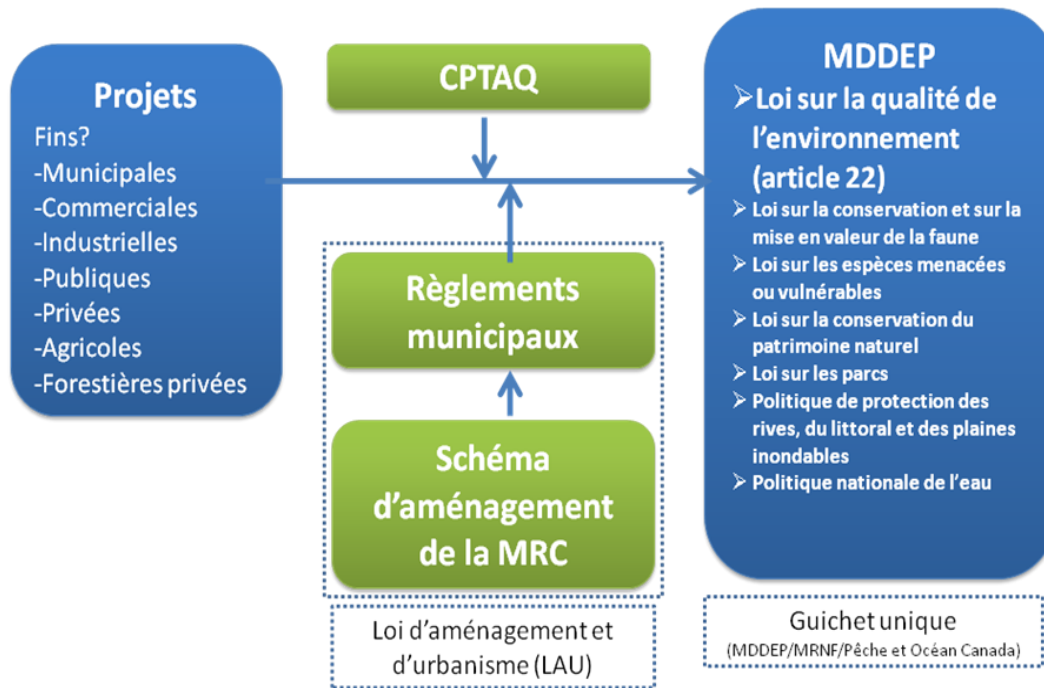 Projets
Fins?
-Municipales
-Commerciales
-Industrielles
-Publiques
-Privées
-Agricoles
-Forestières privées
CPTAQ
Règlements
municipaux
Schéma
d'aménagement
de la MRC
Loi d'aménagement et
d'urbanisme (LAU)
MDDEP
➢Loi sur la qualité de
l'environnement
(article 22)
➢ Loi sur la conservation et sur la
mise en valeur de la faune
➢ Loi sur les espèces menacées
ou vulnérables
➢ Loi sur la conservation du
patrimoine naturel
➢ Loi sur les parcs
➢ Politique de protection des
rives, du littoral et des plaines
inondables
➢ Politique nationale de l'eau
Guichet unique
(MDDEP/MRNF/Pêche et Océan Canada)